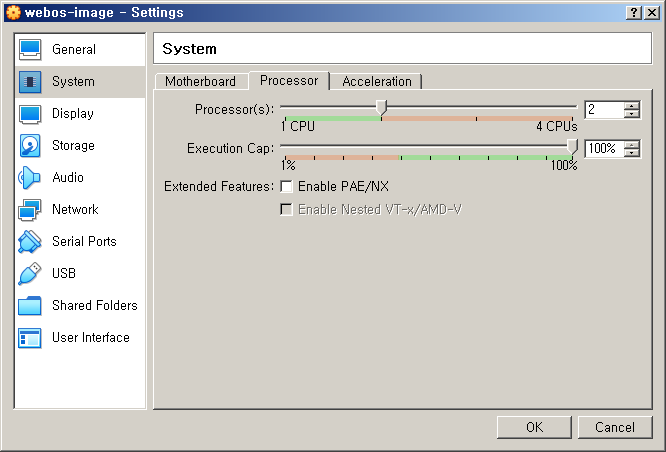 webos-image - Settings
General
System
Display
Storage
Audio
Network
Serial Ports
USB
Shared Folders
User Interface
System
Motherboard Processor Acceleration
Processor(s): 2
1 CPU 4 CPUs
Execution Cap: 100%
1% 100%
Extended Features: Enable PAE/NX
Enable Nested VT-x/AMD-V
OK Cancel